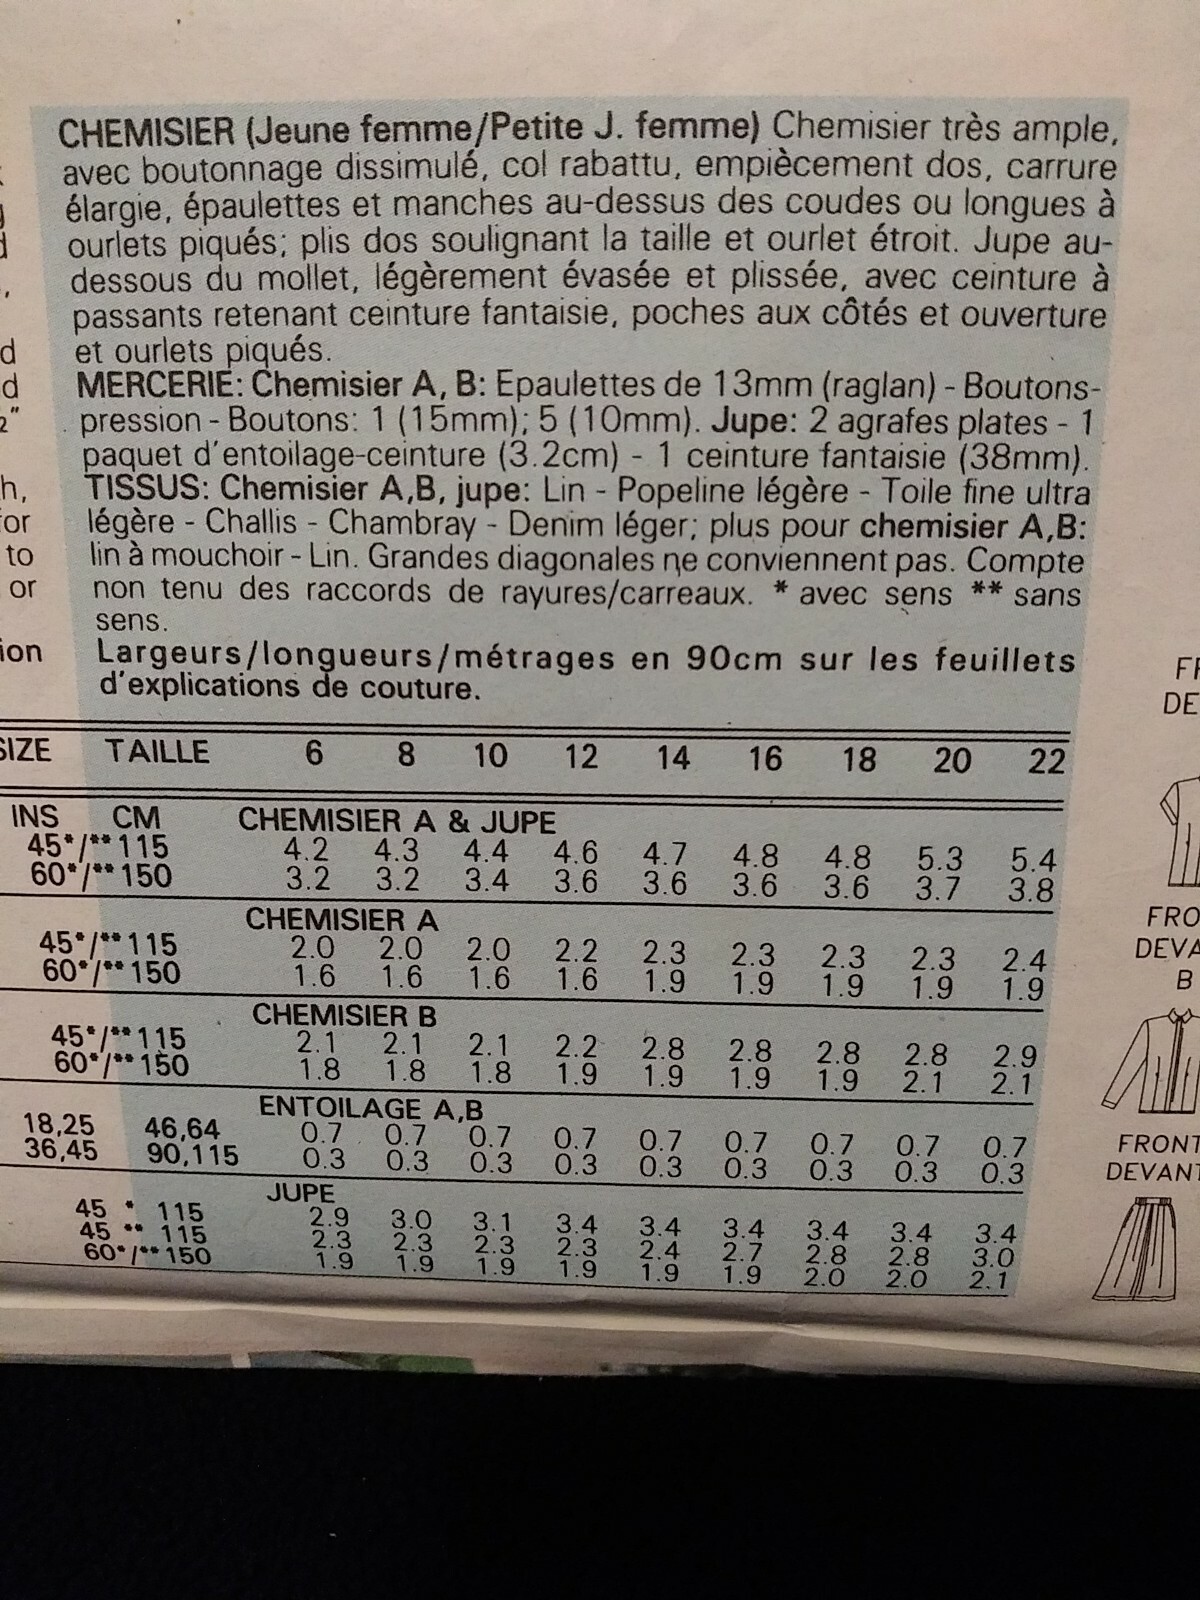 CHEMISIER (Jeune femme/Petite J. femme) Chemisier très ample,
avec boutonnage dissimulé, col rabattu, empiècement dos, carrure
élargie, épaulettes et manches au-dessus des coudes ou longues à
ourlets piqués; plis dos soulignant la taille et ourlet étroit. Jupe au-
dessous du mollet, légèrement évasée et plissée, avec ceinture à
passants retenant ceinture fantaisie, poches aux côtés et ouverture
et ourlets piqués.
MERCERIE: Chemisier A, B: Epaulettes de 13mm (raglan) - Boutons-
pression - Boutons: 1 (15mm); 5 (10mm). Jupe: 2 agrafes plates - 1
paquet d'entoilage-ceinture (3.2cm) - 1 ceinture fantaisie (38mm).
TISSUS: Chemisier A,B, jupe: Lin - Popeline légère - Toile fine ultra
légère - Challis - Chambray - Denim léger; plus pour chemisier A,B:
lin à mouchoir - Lin. Grandes diagonales ne conviennent pas. Compte
non tenu des raccords de rayures/carreaux. * avec sens ** sans
sens.
Largeurs/longueurs/métrages en 90cm sur les feuillets
d'explications de couture.
SIZE TAILLE 6 8 10 12 14 16 18 20 22
INS CM CHEMISIER A & JUPE
45*/** 115 4.2 4.3 4.4 4.6 4.7 4.8 4.8 5.3 5.4
60*/** 150 3.2 3.2 3.4 3.6 3.6 3.6 3.6 3.7 3.8
CHEMISIER A
45*/** 115 2.0 2.0 2.0 2.2 2.3 2.3 2.3 2.3 2.4
60*/** 150 1.6 1.6 1.6 1.6 1.9 1.9 1.9 1.9 1.9
CHEMISIER B
45*/** 115 2.1 2.1 2.1 2.2 2.8 2.8 2.8 2.8 2.9
60*/** 150 1.8 1.8 1.8 1.9 1.9 1.9 1.9 2.1 2.1
ENTOILAGE A,B
18,25 46,64 0.7 0.7 0.7 0.7 0.7 0.7 0.7 0.7 0.7
36,45 90,115 0.3 0.3 0.3 0.3 0.3 0.3 0.3 0.3 0.3
JUPE
45 * 115 2.9 3.0 3.1 3.4 3.4 3.4 3.4 3.4 3.4
45 ** 115 2.3 2.3 2.3 2.3 2.4 2.7 2.8 2.8 3.0
60*/** 150 1.9 1.9 1.9 1.9 1.9 1.9 2.0 2.0 2.1
d
d
2"
h,
for
to
or
ion
FR
DE
FRO
DEVA
B
FRONT
DEVANT